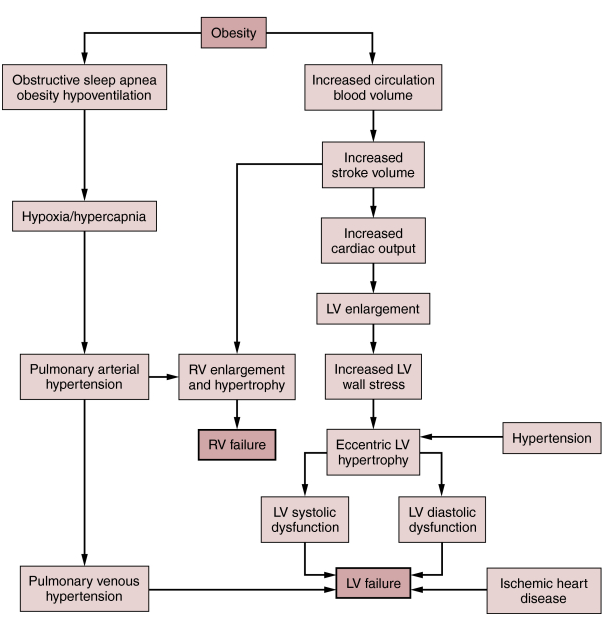 Obesity
Obstructive sleep apnea
obesity hypoventilation
Increased circulation
blood volume
Increased
stroke volume
Hypoxia/hypercapnia
Increased
cardiac output
LV enlargement
Pulmonary arterial
hypertension
RV enlargement
and hypertrophy
Increased LV
wall stress
RV failure
Eccentric LV
hypertrophy
Hypertension
LV systolic
dysfunction
LV diastolic
dysfunction
Pulmonary venous
hypertension
LV failure
Ischemic heart
disease